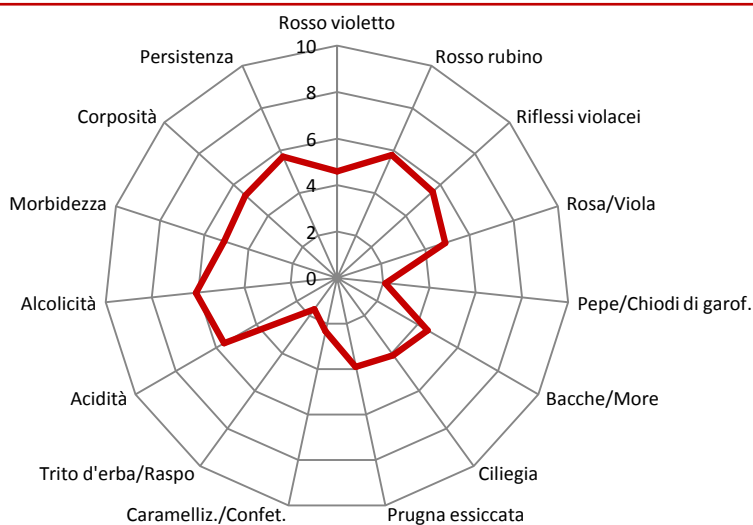 Rosso violetto
Rosso rubino
Riflessi violacei
Rosa/Viola
Pepe/Chiodi di garof.
Bacche/More
Ciliegia
Prugna essiccata
Caramelliz./Confet.
Trito d'erba/Raspo
Acidità
Alcolicità
Morbidezza
Corposità
Persistenza
10
8
6
4
2
0